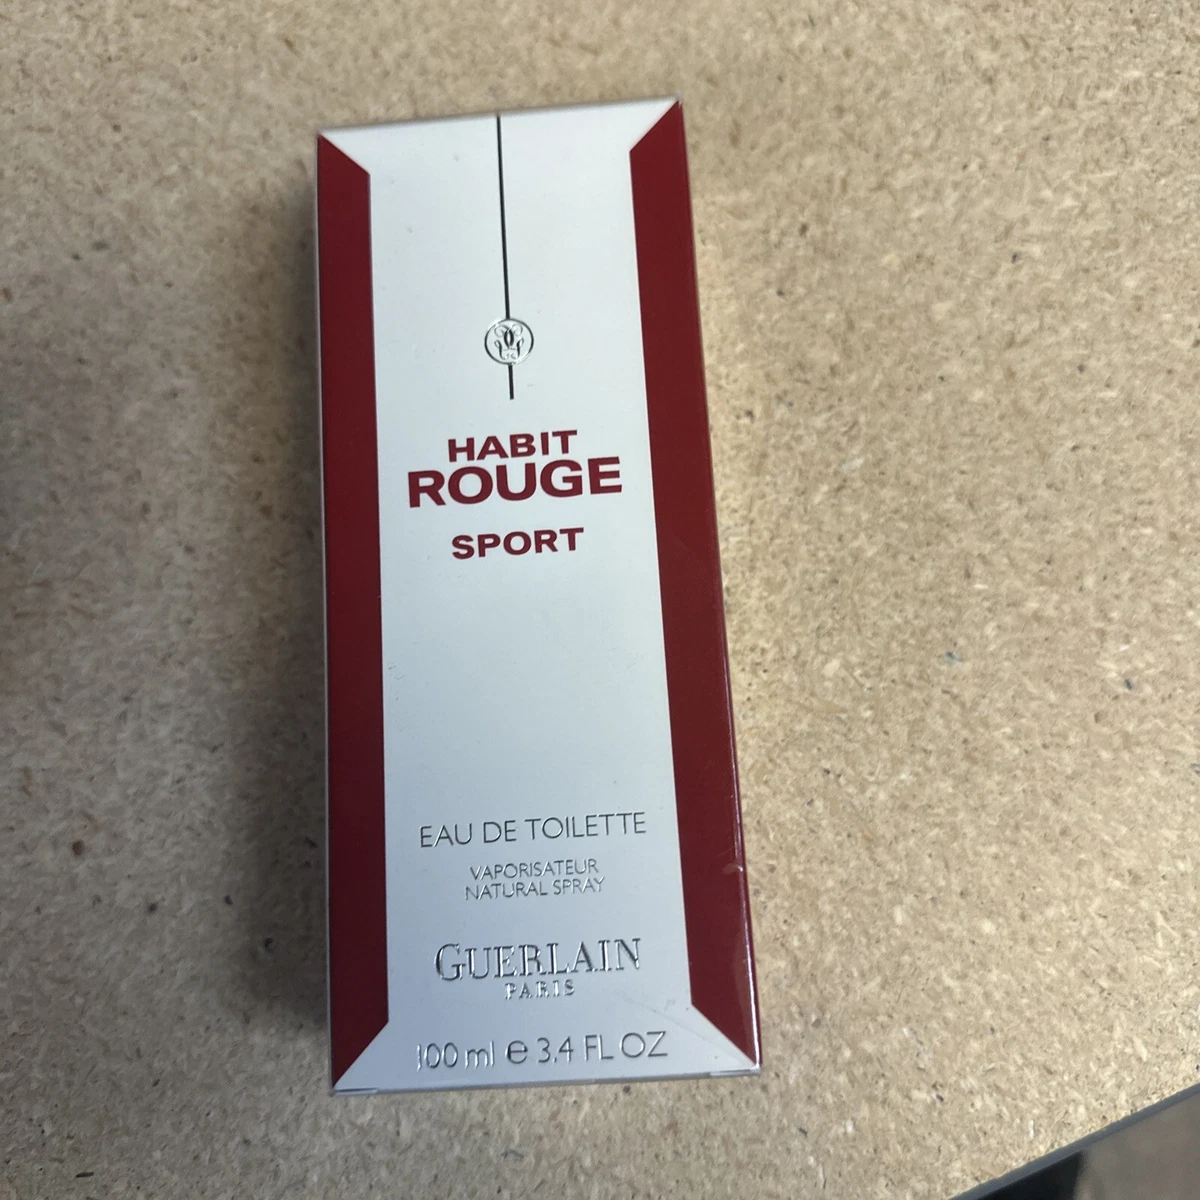 HABIT
ROUGE
SPORT
EAU DE TOILETTE
VAPORISATEUR
NATURAL SPRAY
GUERLAIN
PARIS
100 ml e 3.4 FL OZ